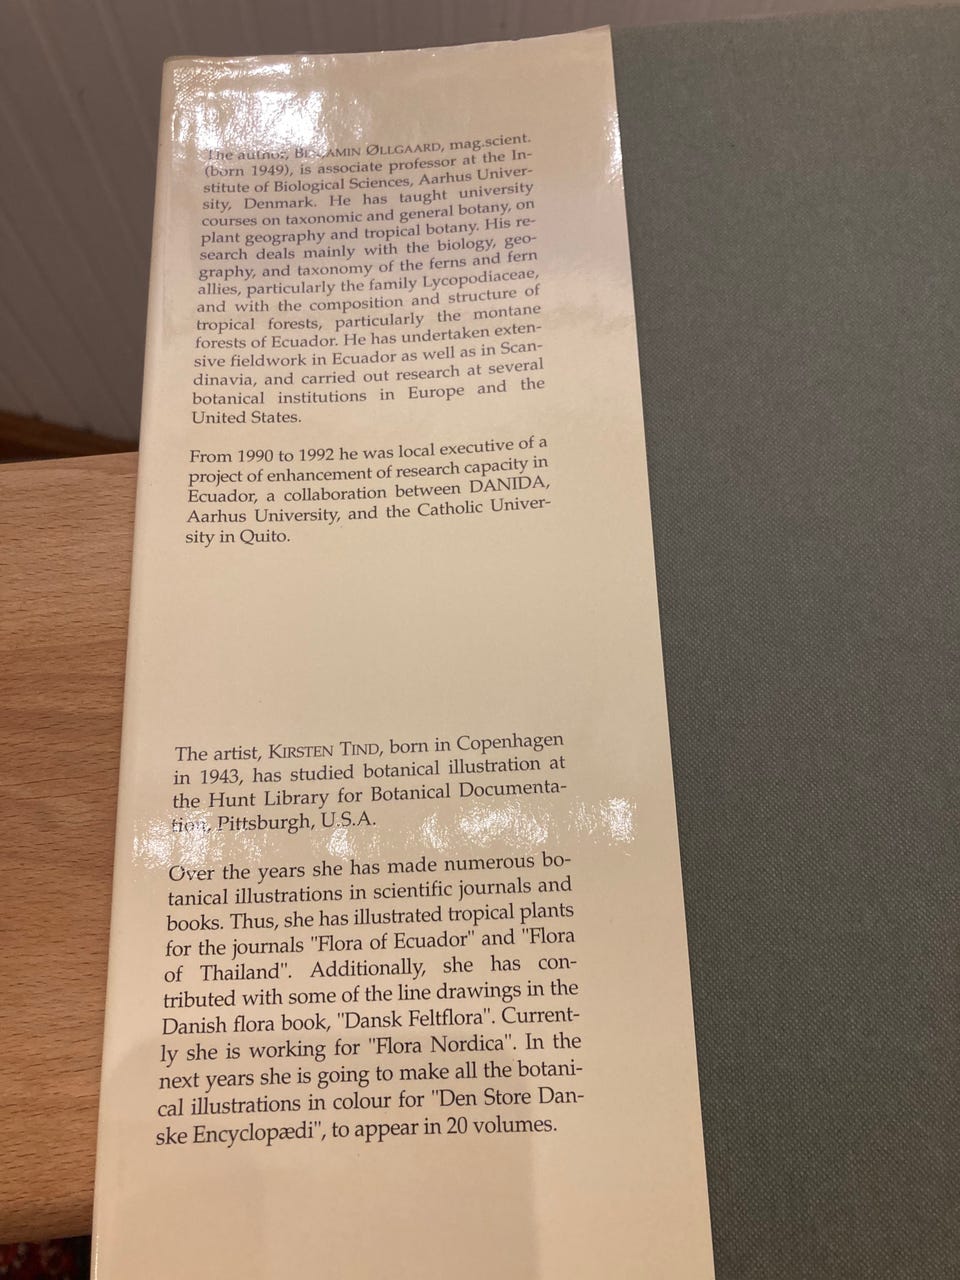 The author, BENJAMIN ØLLGAARD, mag.scient.
(born 1949), is associate professor at the In-
stitute of Biological Sciences, Aarhus Univer-
sity, Denmark. He has taught university
courses on taxonomic and general botany, on
plant geography and tropical botany. His re-
search deals mainly with the biology, geo-
graphy, and taxonomy of the ferns and fern
allies, particularly the family Lycopodiaceae,
and with the composition and structure of
tropical forests, particularly the montane
forests of Ecuador. He has undertaken exten-
sive fieldwork in Ecuador as well as in Scan-
dinavia, and carried out research at several
botanical institutions in Europe and the
United States.
From 1990 to 1992 he was local executive of a
project of enhancement of research capacity in
Ecuador, a collaboration between DANIDA,
Aarhus University, and the Catholic Univer-
sity in Quito.
The artist, KIRSTEN TIND, born in Copenhagen
in 1943, has studied botanical illustration at
the Hunt Library for Botanical Documenta-
tion, Pittsburgh, U.S.A.
Over the years she has made numerous bo-
tanical illustrations in scientific journals and
books. Thus, she has illustrated tropical plants
for the journals "Flora of Ecuador" and "Flora
of Thailand". Additionally, she has con-
tributed with some of the line drawings in the
Danish flora book, "Dansk Feltflora". Current-
ly she is working for "Flora Nordica". In the
next years she is going to make all the botani-
cal illustrations in colour for "Den Store Dan-
ske Encyclopædi", to appear in 20 volumes.